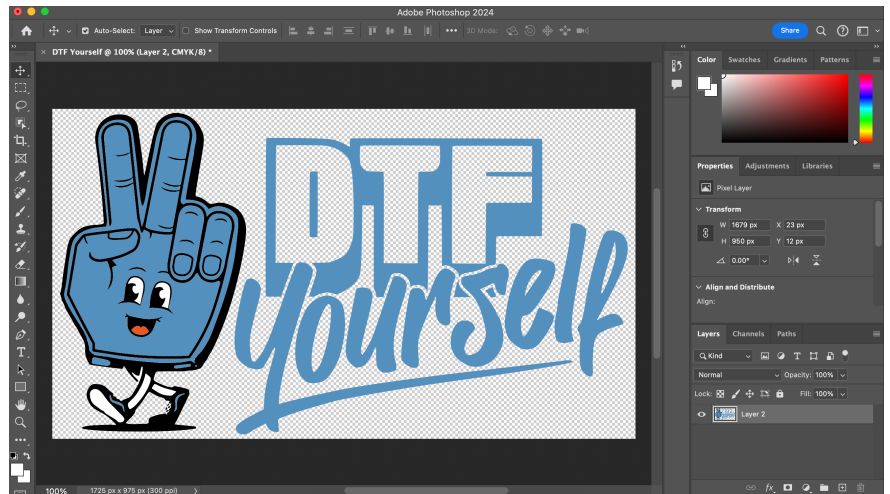 Adobe Photoshop 2024
Auto-Select: Layer Show Transform Controls ••• 3D Mode: Share
× DTF Yourself @ 100% (Layer 2, CMYK/8) *
DTF
Yourself
100% 1725 px x 975 px (300 ppi)
Color Swatches Gradients Patterns
Properties Adjustments Libraries
Pixel Layer
Transform
W 1679 px X 23 px
H 950 px Y 12 px
0.00°
Align and Distribute
Align:
Layers Channels Paths
Kind
Normal Opacity: 100%
Lock: Fill: 100%
Layer 2
fx